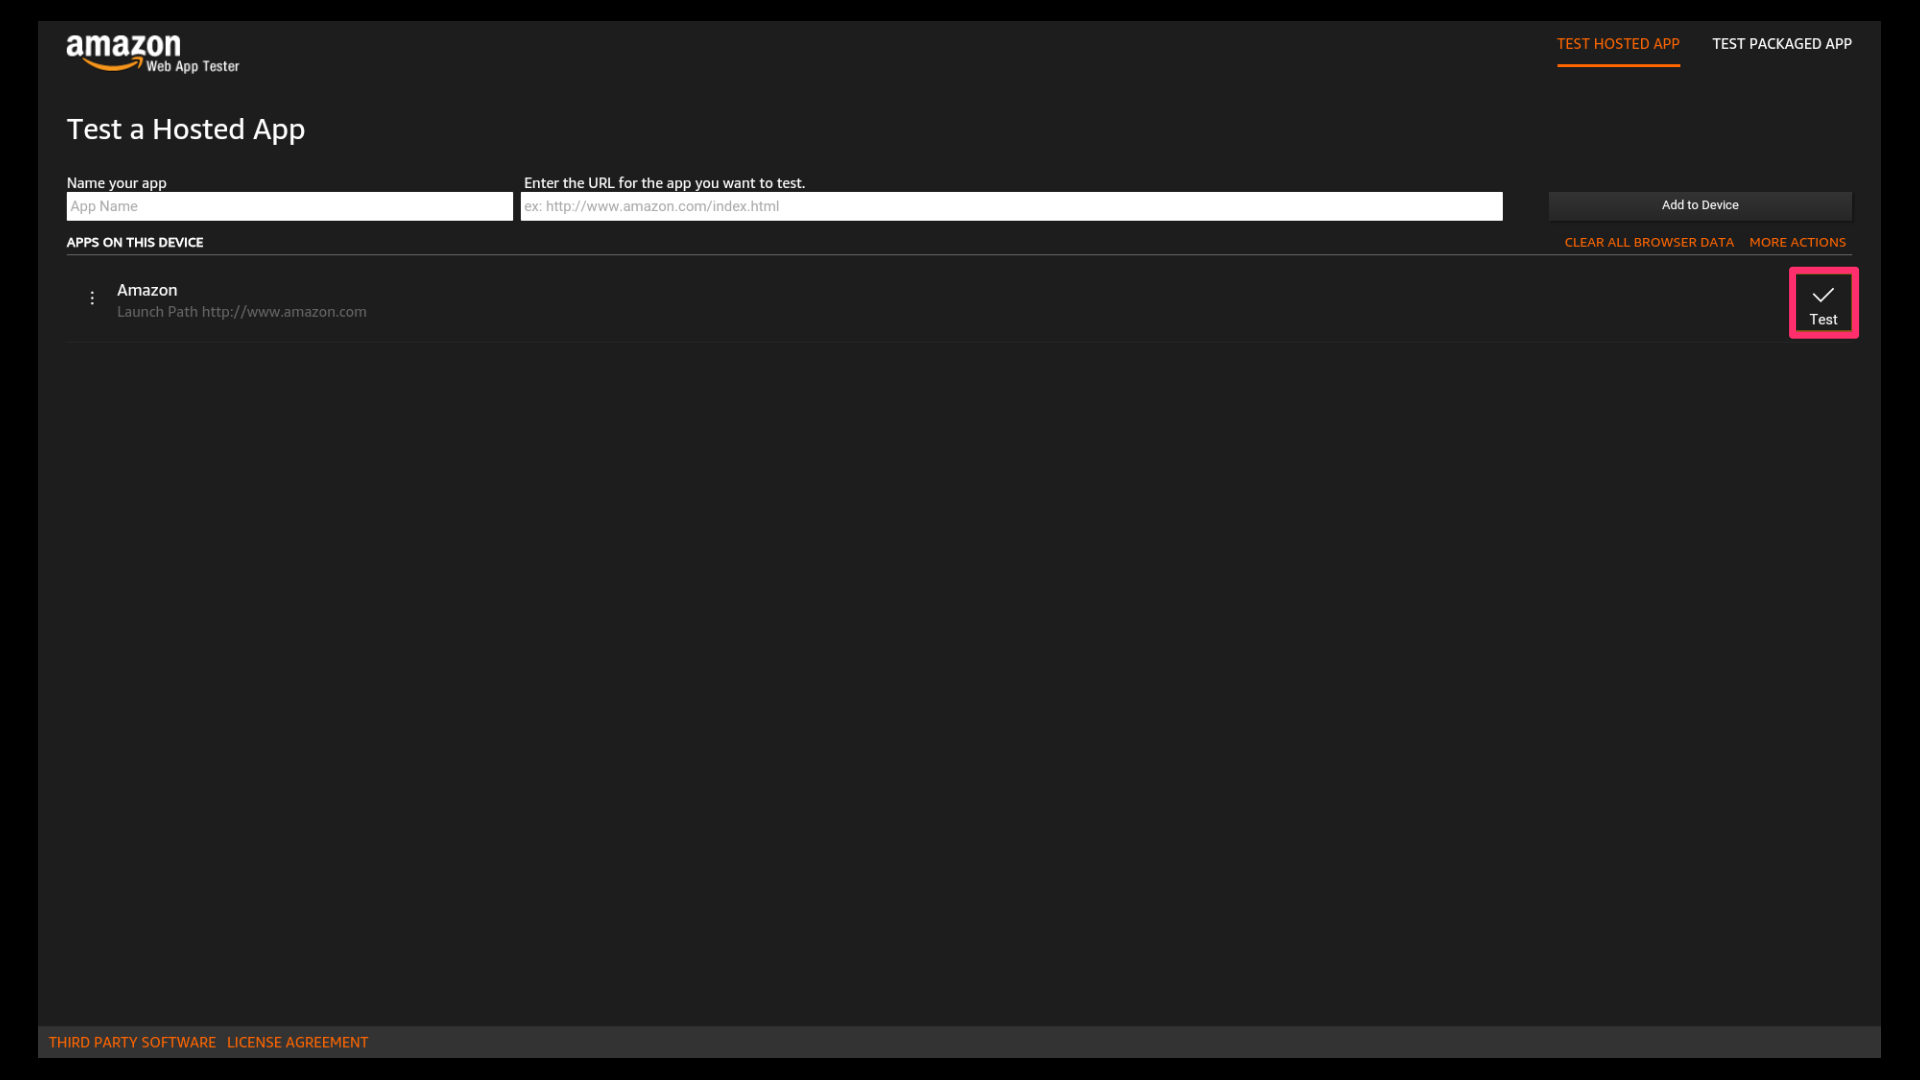 amazon
Web App Tester
TEST HOSTED APP TEST PACKAGED APP
Test a Hosted App
Name your app Enter the URL for the app you want to test.
App Name ex: http://www.amazon.com/index.html Add to Device
APPS ON THIS DEVICE CLEAR ALL BROWSER DATA MORE ACTIONS
Amazon
Launch Path http://www.amazon.com
Test
THIRD PARTY SOFTWARE LICENSE AGREEMENT